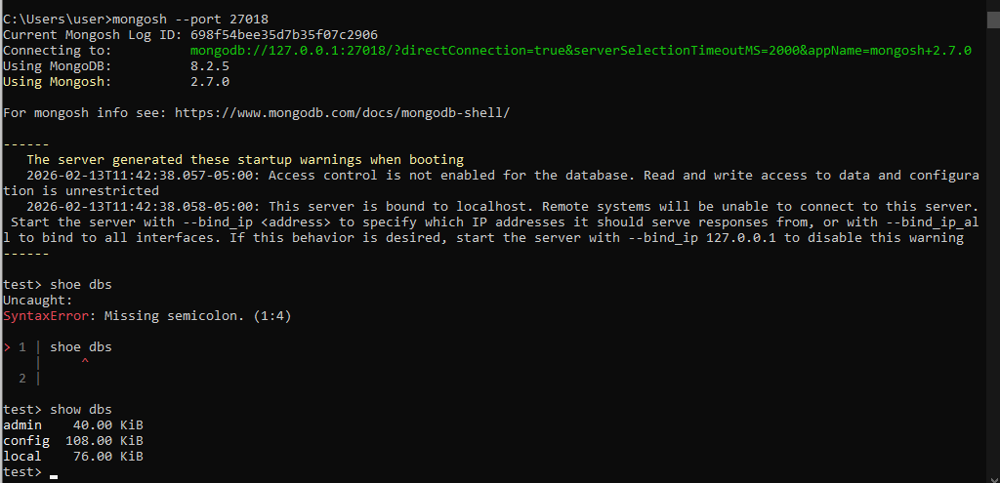 C:\Users\user>mongosh --port 27018
Current Mongosh Log ID: 698f54bee35d7b35f07c2906
Connecting to:          mongodb://127.0.0.1:27018/?directConnection=true&serverSelectionTimeoutMS=2000&appName=mongosh+2.7.0
Using MongoDB:          8.2.5
Using Mongosh:          2.7.0
For mongosh info see: https://www.mongodb.com/docs/mongodb-shell/
------
   The server generated these startup warnings when booting
   2026-02-13T11:42:38.057-05:00: Access control is not enabled for the database. Read and write access to data and configura
tion is unrestricted
   2026-02-13T11:42:38.058-05:00: This server is bound to localhost. Remote systems will be unable to connect to this server.
 Start the server with --bind_ip <address> to specify which IP addresses it should serve responses from, or with --bind_ip_al
l to bind to all interfaces. If this behavior is desired, start the server with --bind_ip 127.0.0.1 to disable this warning
------
test> shoe dbs
Uncaught:
SyntaxError: Missing semicolon. (1:4)
> 1 | shoe dbs
    |     ^
  2 |
test> show dbs
admin    40.00 KiB
config  108.00 KiB
local    76.00 KiB
test>